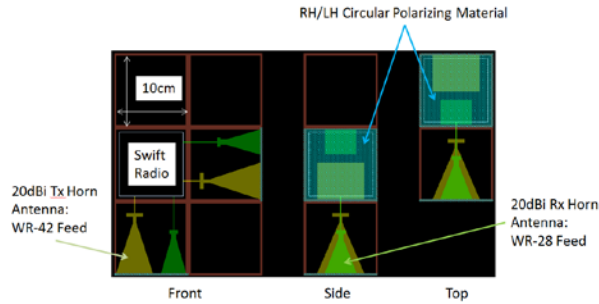 RH/LH Circular Polarizing Material
10cm
Swift
Radio
20dBi Tx Horn
Antenna:
WR-42 Feed
20dBi Rx Horn
Antenna:
WR-28 Feed
Front
Side
Top